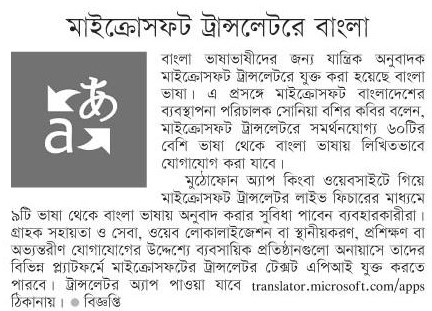 মাইক্রোসফট ট্রান্সলেটরে বাংলা
বাংলা ভাষাভাষীদের জন্য যান্ত্রিক অনুবাদক
মাইক্রোসফট ট্রান্সলেটরে যুক্ত করা হয়েছে বাংলা
ভাষা। এ প্রসঙ্গে মাইক্রোসফট বাংলাদেশের
ব্যবস্থাপনা পরিচালক সোনিয়া বশির কবির বলেন,
মাইক্রোসফট ট্রান্সলেটরে সমর্থনযোগ্য ৬০টির
বেশি ভাষা থেকে বাংলা ভাষায় লিখিতভাবে
যোগাযোগ করা যাবে।
মুঠোফোন অ্যাপ কিংবা ওয়েবসাইটে গিয়ে
মাইক্রোসফট ট্রান্সলেটর লাইভ ফিচারের মাধ্যমে
৯টি ভাষা থেকে বাংলা ভাষায় অনুবাদ করার সুবিধা পাবেন ব্যবহারকারীরা।
গ্রাহক সহায়তা ও সেবা, ওয়েব লোকালাইজেশন বা স্থানীয়করণ, প্রশিক্ষণ বা
অভ্যন্তরীণ যোগাযোগের উদ্দেশ্যে ব্যবসায়িক প্রতিষ্ঠানগুলো অনায়াসে তাদের
বিভিন্ন প্ল্যাটফর্মে মাইক্রোসফটের ট্রান্সলেটর টেক্সট এপিআই যুক্ত করতে
পারবে। ট্রান্সলেটর অ্যাপ পাওয়া যাবে translator.microsoft.com/apps
ঠিকানায়। ● বিজ্ঞপ্তি
あ
a